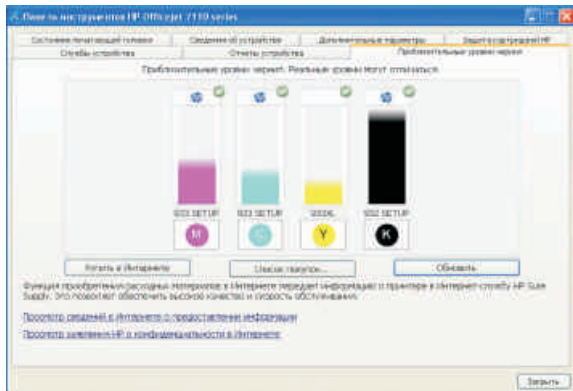 Панель инструментов HP Officejet 7110 series
Состояние печатающей головки Сведения об устройстве Дополнительные параметры Защита картриджей HP
Службы устройства Отчеты устройства Приблизительные уровни чернил
Приблизительные уровни чернил. Реальные уровни могут отличаться.
933 SETUP 933 SETUP 933XL 932 SETUP
M C Y K
Купить в Интернете Список покупок... Обновить
Функция приобретения расходных материалов в Интернете передает информацию о принтере в Интернет-службу HP Sure
Supply. Это позволяет обеспечить высокое качество и скорость обслуживания.
Просмотр сведений в Интернете о предоставлении информации
Просмотр заявления HP о конфиденциальности в Интернете
Закрыть